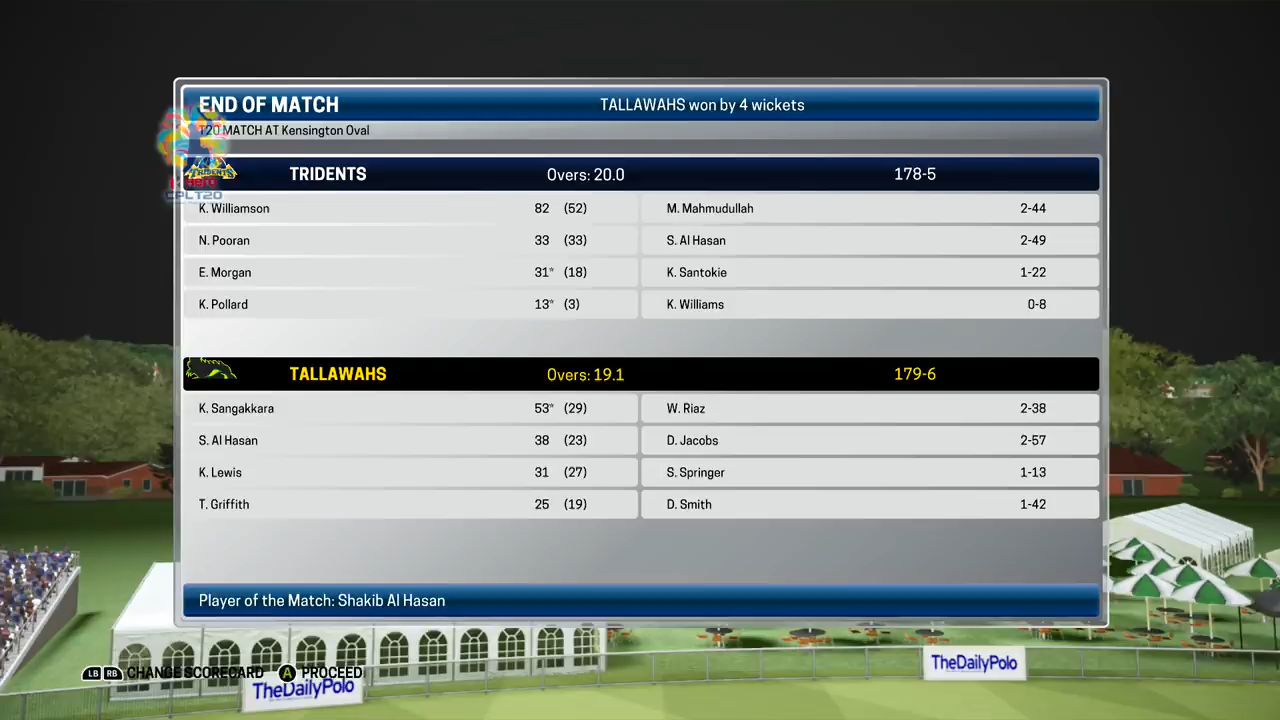 END OF MATCH TALLAWAHS won by 4 wickets
T20 MATCH AT Kensington Oval
TRIDENTS
Hero
CPLT20
TRIDENTS Overs: 20.0 178-5
K. Williamson 82 (52) M. Mahmudullah 2-44
N. Pooran 33 (33) S. Al Hasan 2-49
E. Morgan 31* (18) K. Santokie 1-22
K. Pollard 13* (3) K. Williams 0-8
TALLAWAHS Overs: 19.1 179-6
K. Sangakkara 53* (29) W. Riaz 2-38
S. Al Hasan 38 (23) D. Jacobs 2-57
K. Lewis 31 (27) S. Springer 1-13
T. Griffith 25 (19) D. Smith 1-42
Player of the Match: Shakib Al Hasan
LB RB CHANGE SCORECARD A PROCEED
TheDailyPolo
TheDailyPolo